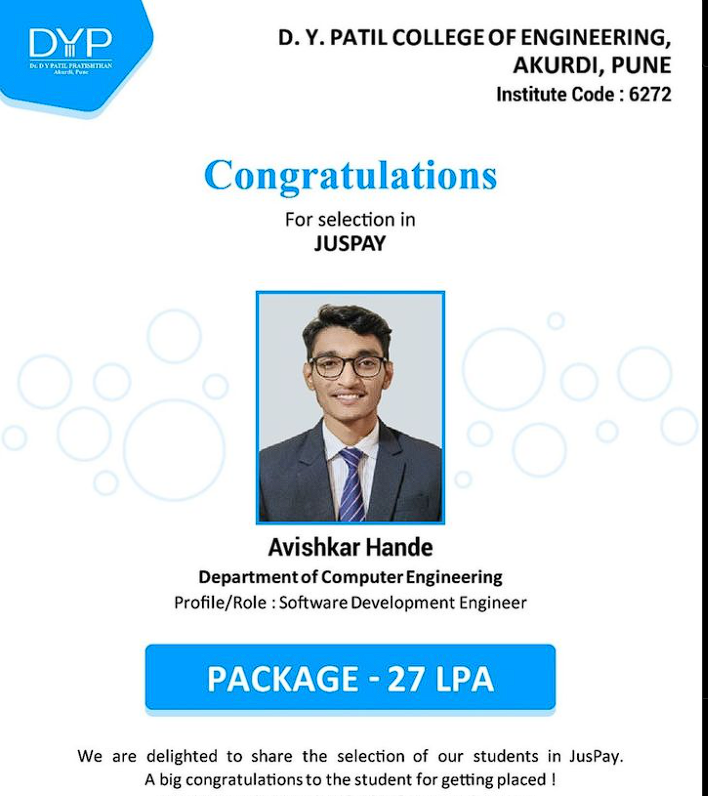 DYP
Dr. D Y PATIL PRATISHTHAN
Akurdi, Pune
D. Y. PATIL COLLEGE OF ENGINEERING,
AKURDI, PUNE
Institute Code : 6272
Congratulations
For selection in
JUSPAY
Avishkar Hande
Department of Computer Engineering
Profile/Role : Software Development Engineer
PACKAGE - 27 LPA
We are delighted to share the selection of our students in JusPay.
A big congratulations to the student for getting placed !